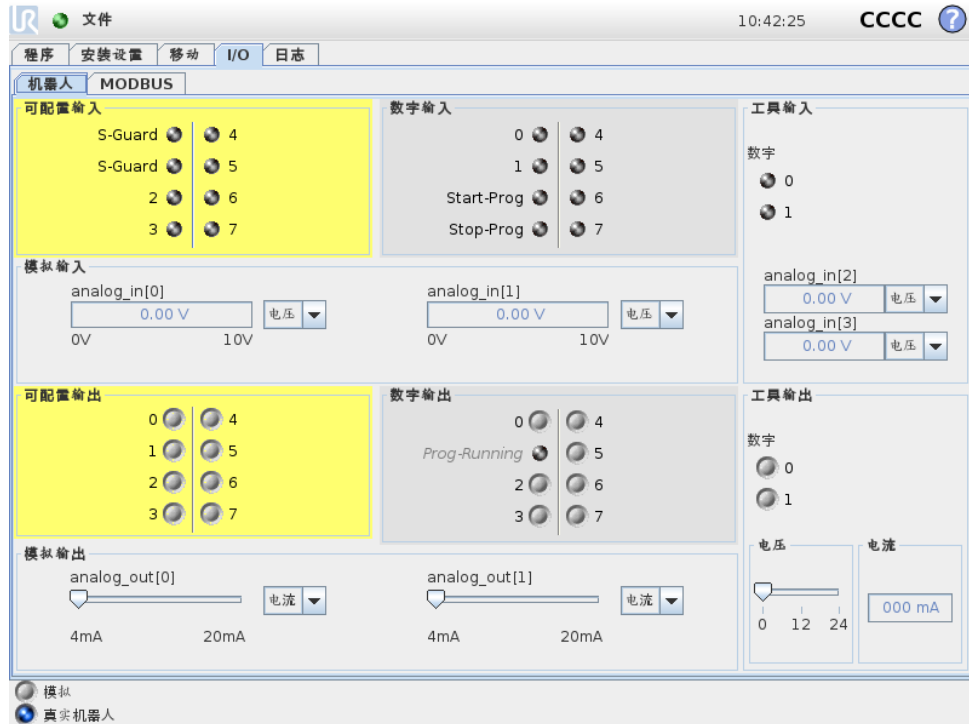 UR 文件 10:42:25 CCCC ?
程序 安装设置 移动 I/O 日志
机器人 MODBUS
可配置输入 数字输入 工具输入
S-Guard 4 0 4
数字
S-Guard 5 1 5 0
2 6 Start-Prog 6 1
3 7 Stop-Prog 7
模拟输入
analog_in[0] analog_in[1] analog_in[2]
0.00 V 电压 0.00 V 电压 0.00 V 电压
analog_in[3]
0V 10V 0V 10V 0.00 V 电压
可配置输出 数字输出 工具输出
0 4 0 4
数字
1 5 Prog-Running 5 0
2 6 2 6 1
3 7 3 7
模拟输出 电压 电流
analog_out[0] analog_out[1]
电流 电流 000 mA
0 12 24
4mA 20mA 4mA 20mA
模拟
真实机器人